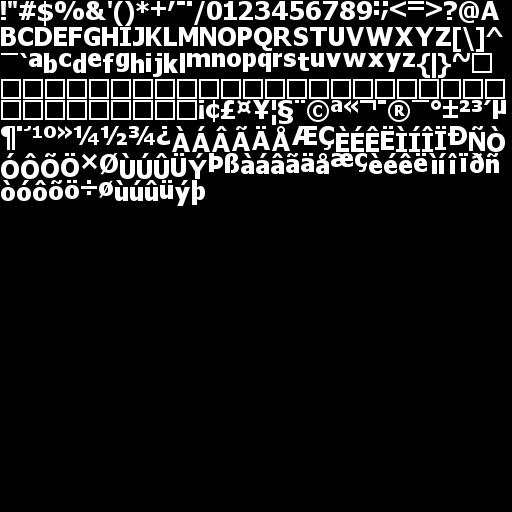 !"#$%&'()*+,-./0123456789:;<=>?@A
BCDEFGHIJKLMNOPQRSTUVWXYZ[\]^
_`abcdefghijklmnopqrstuvwxyz{|}~□
□□□□□□□□□□□□□□□□□□□□□□□
□□□□□□□□□¡¢£¤¥¦§¨©ª«¬-®¯°±²³´µ
¶·¸¹º»¼½¾¿ÀÁÂÃÄÅÆÇÈÉÊËÌÍÎÏÐÑÒ
ÓÔÕÖ×ØÙÚÛÜÝÞßàáâãäåæçèéêëìíîïðñ
òóôõö÷øùúûüýþ